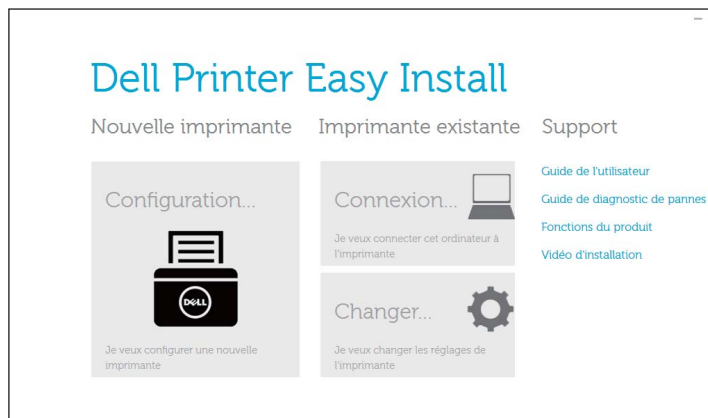 Dell Printer Easy Install
Nouvelle imprimante
Imprimante existante
Support
Configuration...
DELL
Je veux configurer une nouvelle
imprimante
Connexion...
Je veux connecter cet ordinateur à
l'imprimante
Changer...
Je veux changer les réglages de
l'imprimante
Guide de l'utilisateur
Guide de diagnostic de pannes
Fonctions du produit
Vidéo d'installation